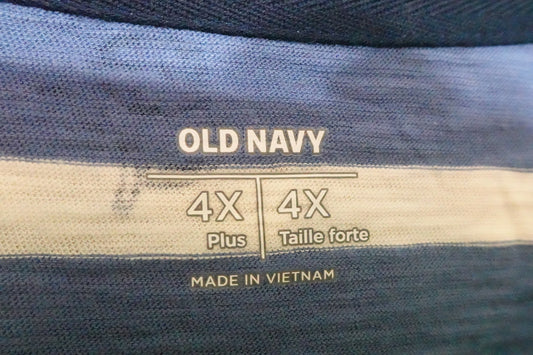 OLD NAVY
4X 4X
Plus Taille forte
MADE IN VIETNAM